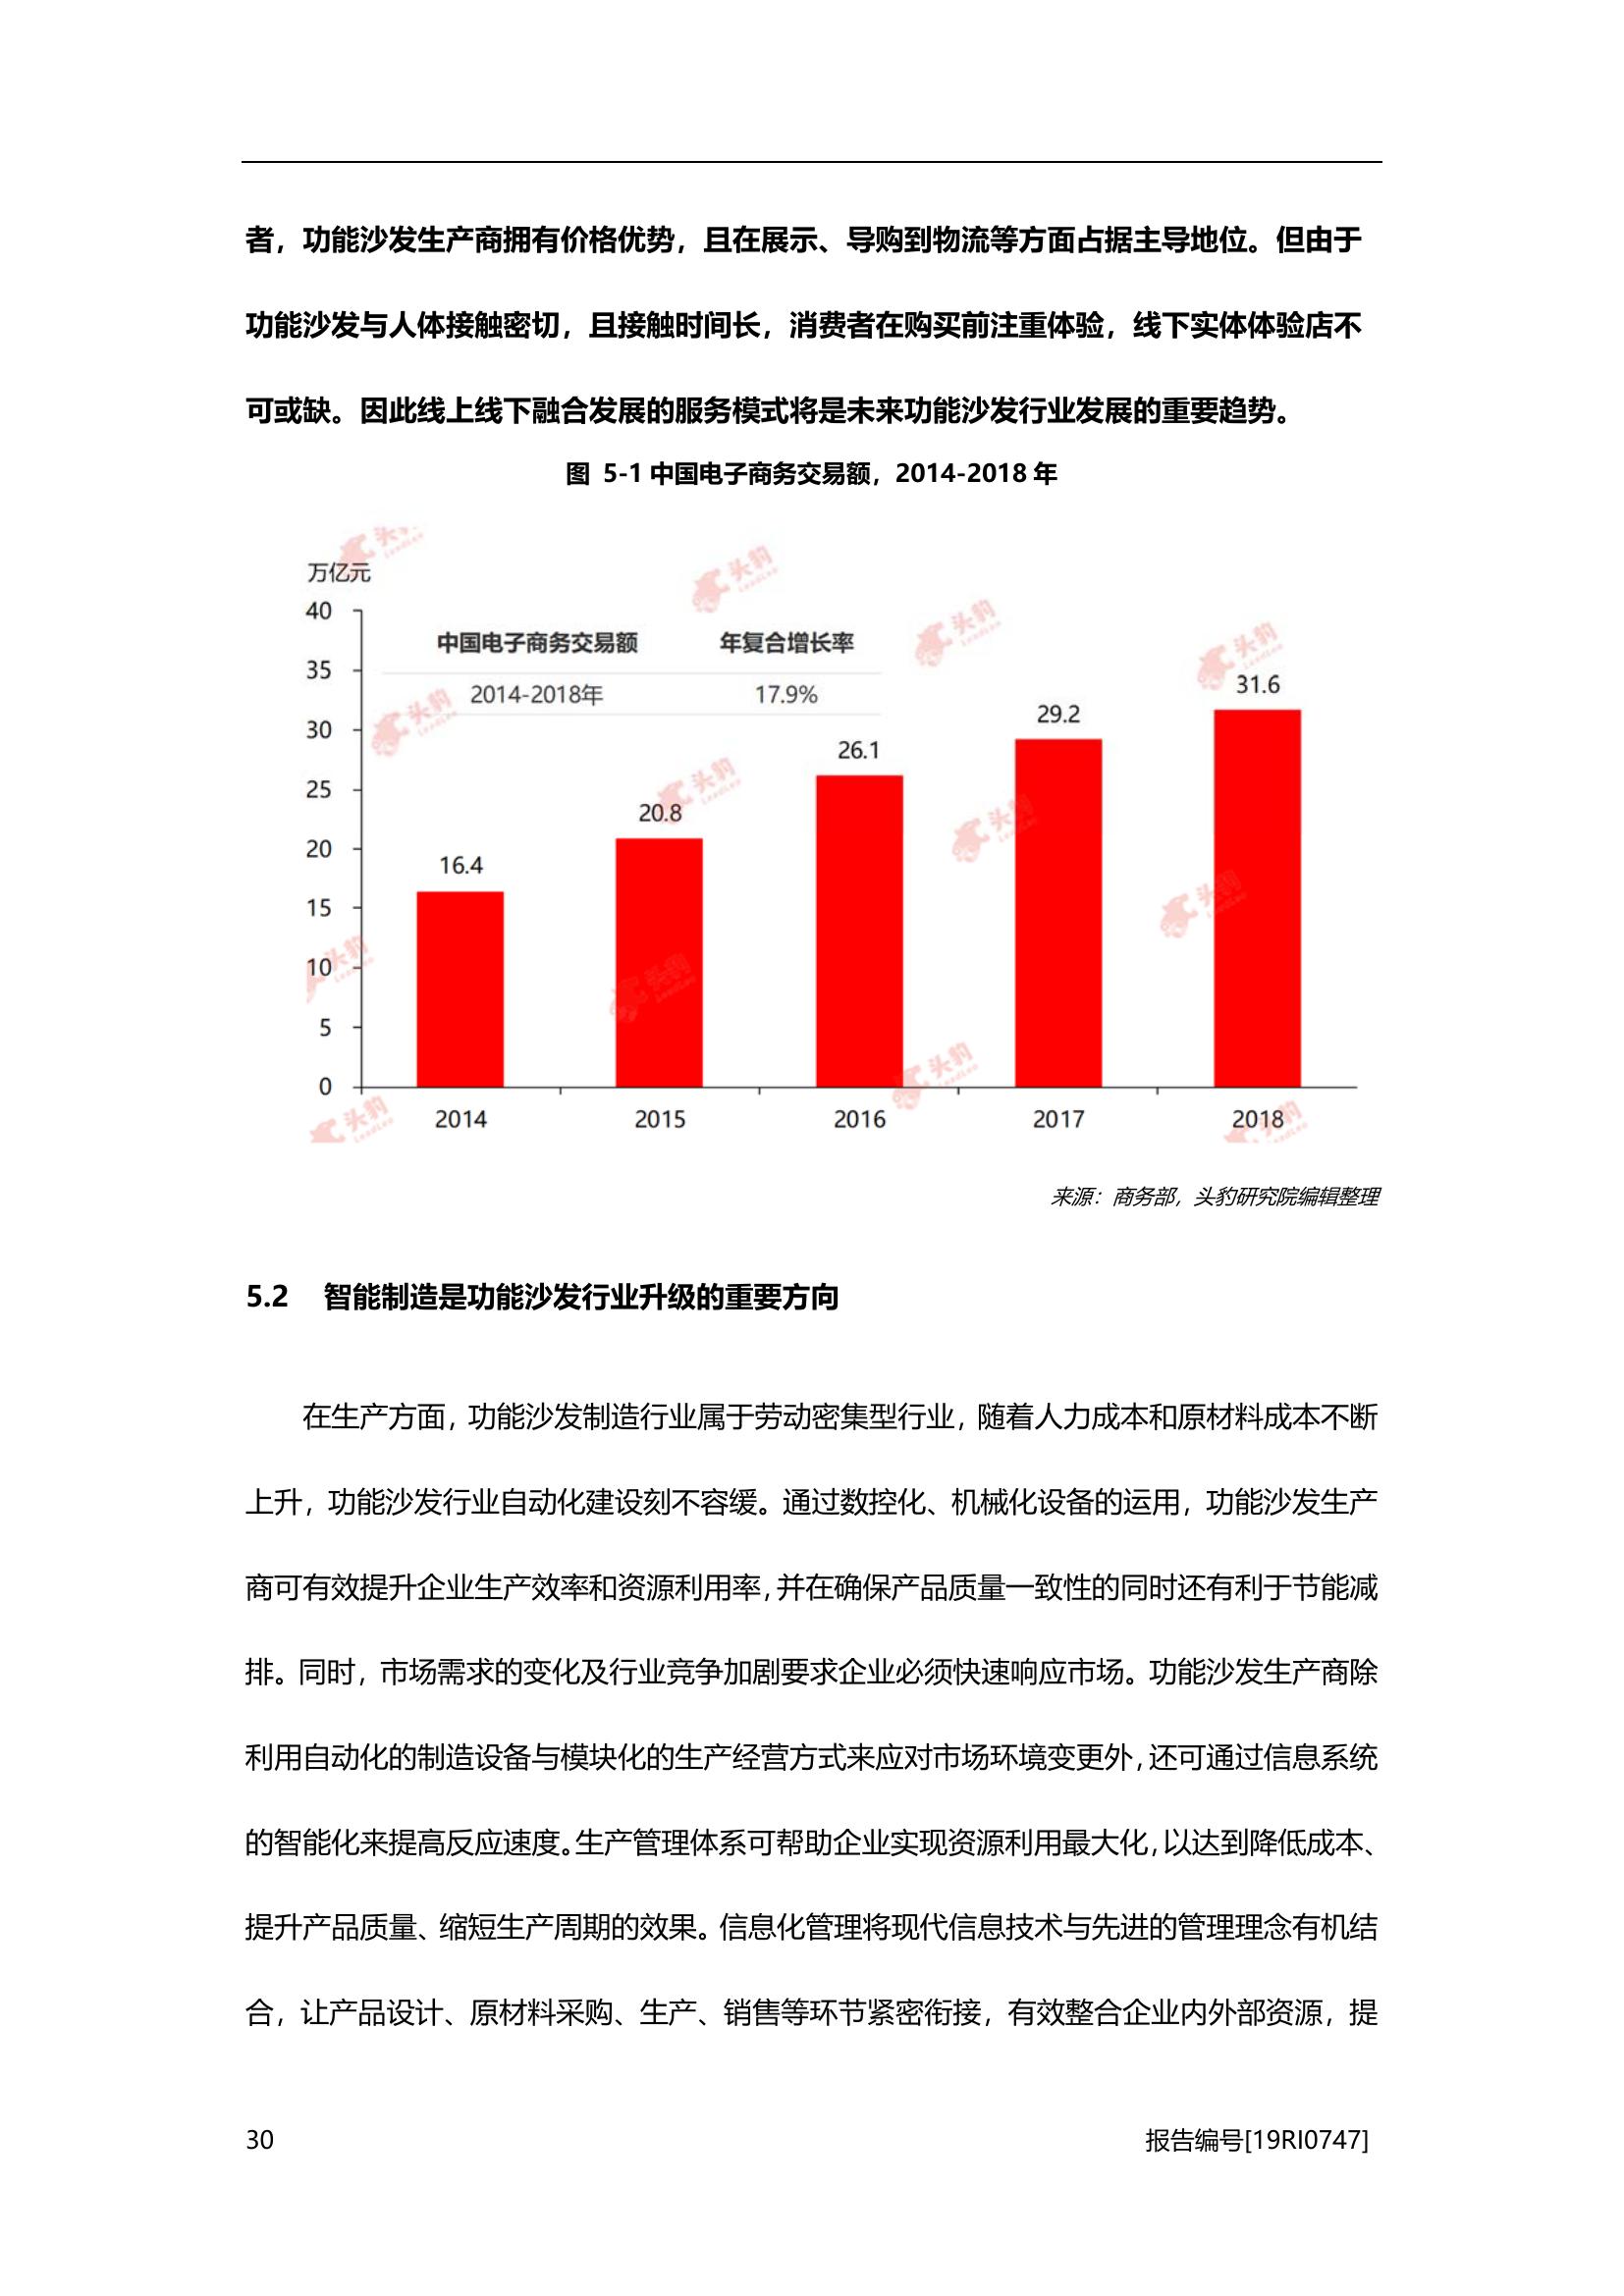 者，功能沙发生产商拥有价格优势，且在展示、导购到物流等方面占据主导地位。但由于
功能沙发与人体接触密切，且接触时间长，消费者在购买前注重体验，线下实体体验店不
可或缺。因此线上线下融合发展的服务模式将是未来功能沙发行业发展的重要趋势。
图 5-1 中国电子商务交易额，2014-2018 年
万亿元
40
35
30
25
20
15
10
5
0
中国电子商务交易额 年复合增长率
2014-2018年 17.9%
16.4
20.8
26.1
29.2
31.6
2014 2015 2016 2017 2018
头豹
LeadLeo
来源：商务部，头豹研究院编辑整理
5.2 智能制造是功能沙发行业升级的重要方向
在生产方面，功能沙发制造行业属于劳动密集型行业，随着人力成本和原材料成本不断
上升，功能沙发行业自动化建设刻不容缓。通过数控化、机械化设备的运用，功能沙发生产
商可有效提升企业生产效率和资源利用率，并在确保产品质量一致性的同时还有利于节能减
排。同时，市场需求的变化及行业竞争加剧要求企业必须快速响应市场。功能沙发生产商除
利用自动化的制造设备与模块化的生产经营方式来应对市场环境变更外，还可通过信息系统
的智能化来提高反应速度。生产管理体系可帮助企业实现资源利用最大化，以达到降低成本、
提升产品质量、缩短生产周期的效果。信息化管理将现代信息技术与先进的管理理念有机结
合，让产品设计、原材料采购、生产、销售等环节紧密衔接，有效整合企业内外部资源，提
30 报告编号[19RI0747]